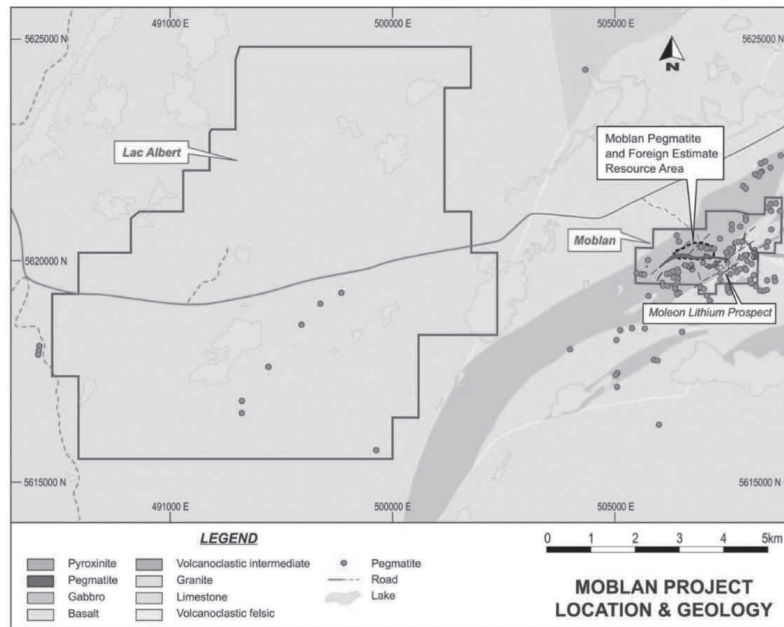 491000 E
500000 E
505000 E
5625000 N
5625000 N
N
Lac Albert
Moblan Pegmatite
and Foreign Estimate
Resource Area
Moblan
5620000 N
5620000 N
Moleon Lithium Prospect
5615000 N
5615000 N
491000 E
500000 E
505000 E
LEGEND
Pyroxinite
Pegmatite
Gabbro
Basalt
Volcanoclastic intermediate
Granite
Limestone
Volcanoclastic felsic
Pegmatite
Road
Lake
0 1 2 3 4 5km
MOBLAN PROJECT
LOCATION & GEOLOGY